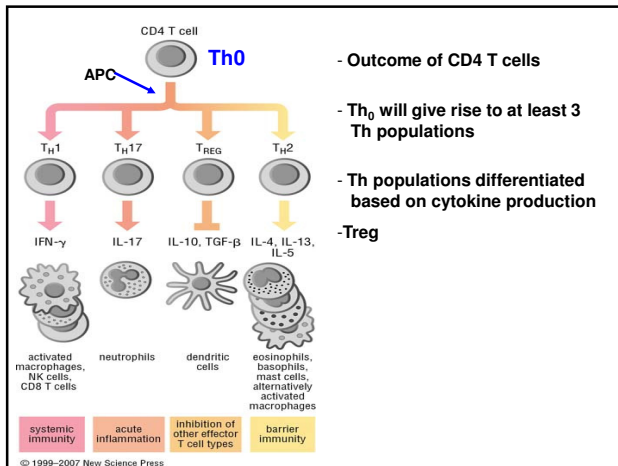 CD4 T cell
Th0
APC
TH1 TH17 TREG TH2
IFN-γ IL-17 IL-10, TGF-β IL-4, IL-13,
IL-5
activated
macrophages,
NK cells,
CD8 T cells
neutrophils
dendritic
cells
eosinophils,
basophils,
mast cells,
alternatively
activated
macrophages
systemic
immunity
acute
inflammation
inhibition of
other effector
T cell types
barrier
immunity
© 1999–2007 New Science Press
- Outcome of CD4 T cells
- Th0 will give rise to at least 3
Th populations
- Th populations differentiated
based on cytokine production
-Treg